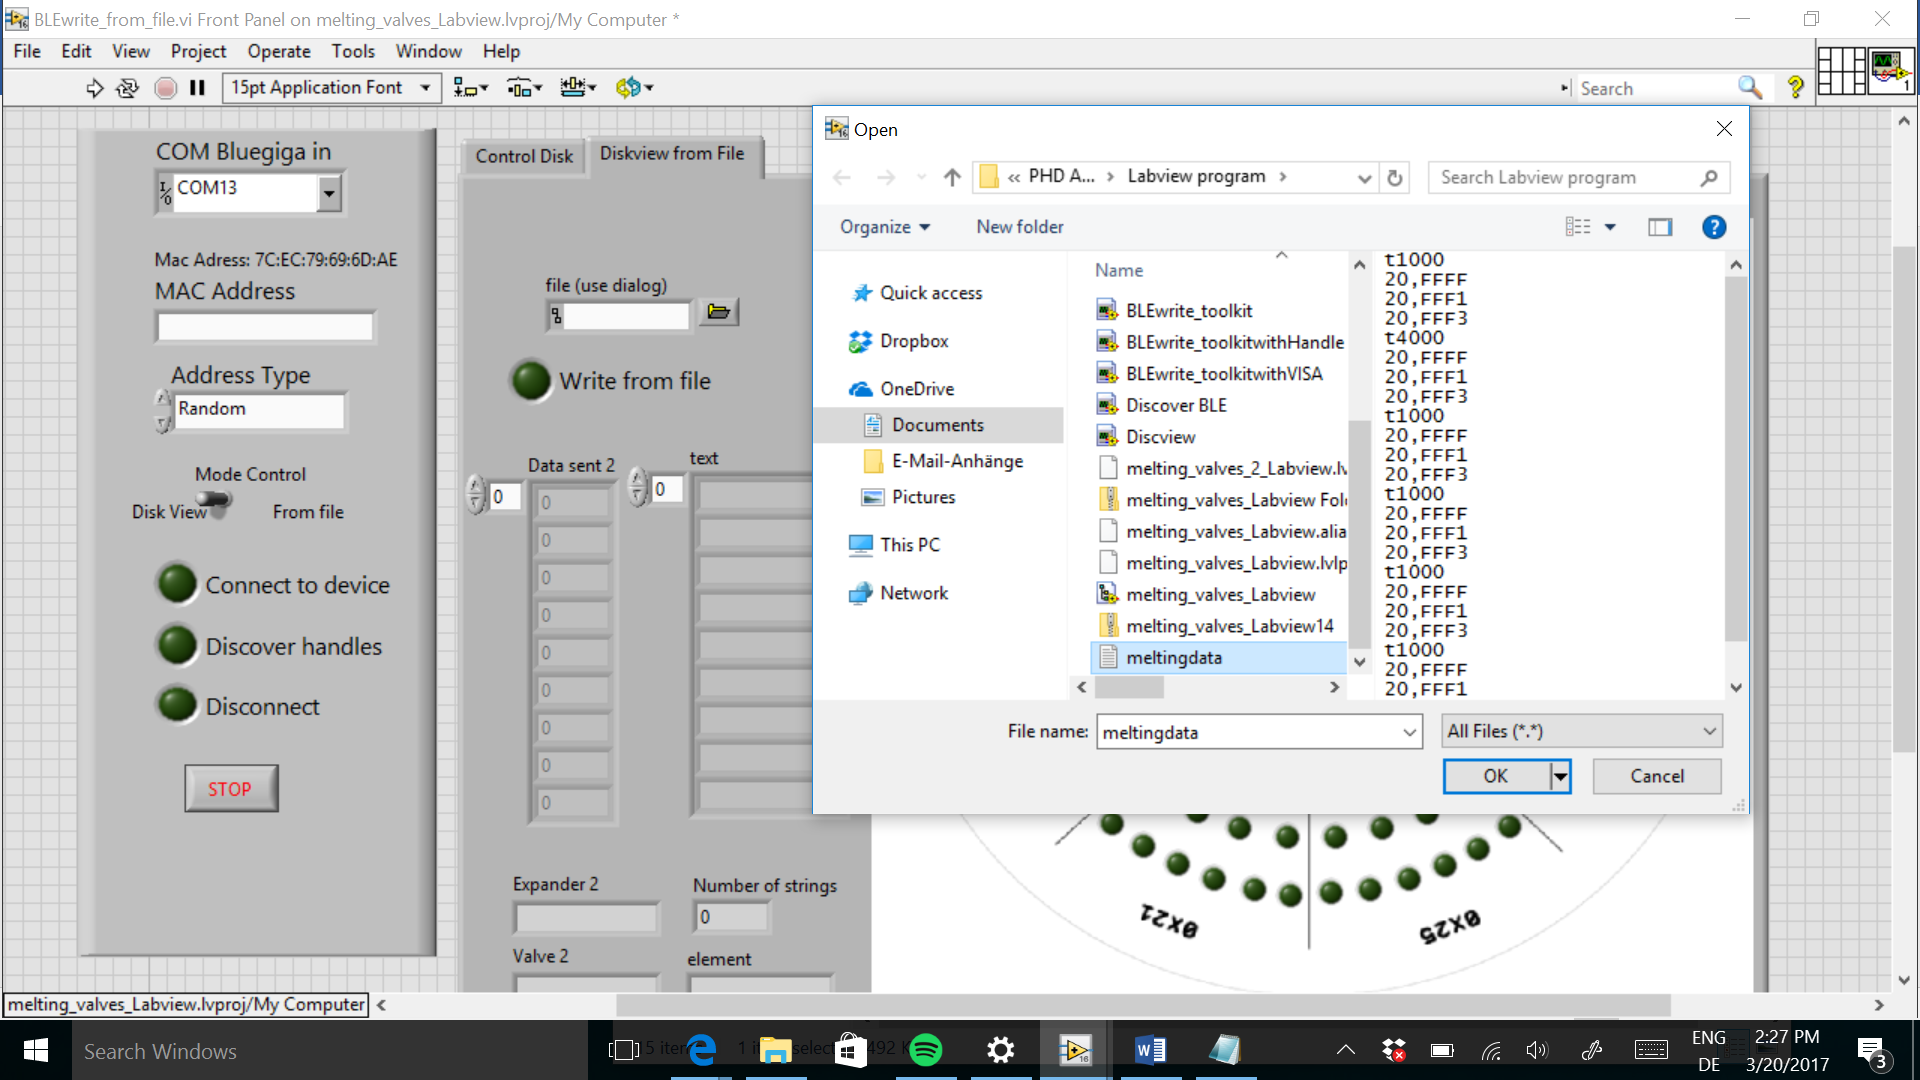 BLEwrite_from_file.vi Front Panel on melting_valves_Labview.lvproj/My Computer *
File Edit View Project Operate Tools Window Help
15pt Application Font
Search
1
COM Bluegiga in
COM13
Mac Adress: 7C:EC:79:69:6D:AE
MAC Address
Address Type
Random
Mode Control
Disk View From file
Connect to device
Discover handles
Disconnect
STOP
Control Disk Diskview from File
file (use dialog)
Write from file
Data sent 2
0
0
0
0
0
0
0
0
0
0
text
0
Expander 2
Number of strings
0
Valve 2
element
Open
« PHD A... › Labview program ›
Search Labview program
Organize New folder
Quick access
Dropbox
OneDrive
Documents
E-Mail-Anhänge
Pictures
This PC
Network
Name
BLEwrite_toolkit
BLEwrite_toolkitwithHandle
BLEwrite_toolkitwithVISA
Discover BLE
Discview
melting_valves_2_Labview.lv
melting_valves_Labview Fol
melting_valves_Labview.alia
melting_valves_Labview.lvlp
melting_valves_Labview
melting_valves_Labview14
meltingdata
t1000
20,FFFF
20,FFF1
20,FFF3
t4000
20,FFFF
20,FFF1
20,FFF3
t1000
20,FFFF
20,FFF1
20,FFF3
t1000
20,FFFF
20,FFF1
20,FFF3
t1000
20,FFFF
20,FFF1
20,FFF3
t1000
20,FFFF
20,FFF1
File name: meltingdata
All Files (*.*)
OK Cancel
0x21
0x25
melting_valves_Labview.lvproj/My Computer
Search Windows
ENG
DE
2:27 PM
3/20/2017
3